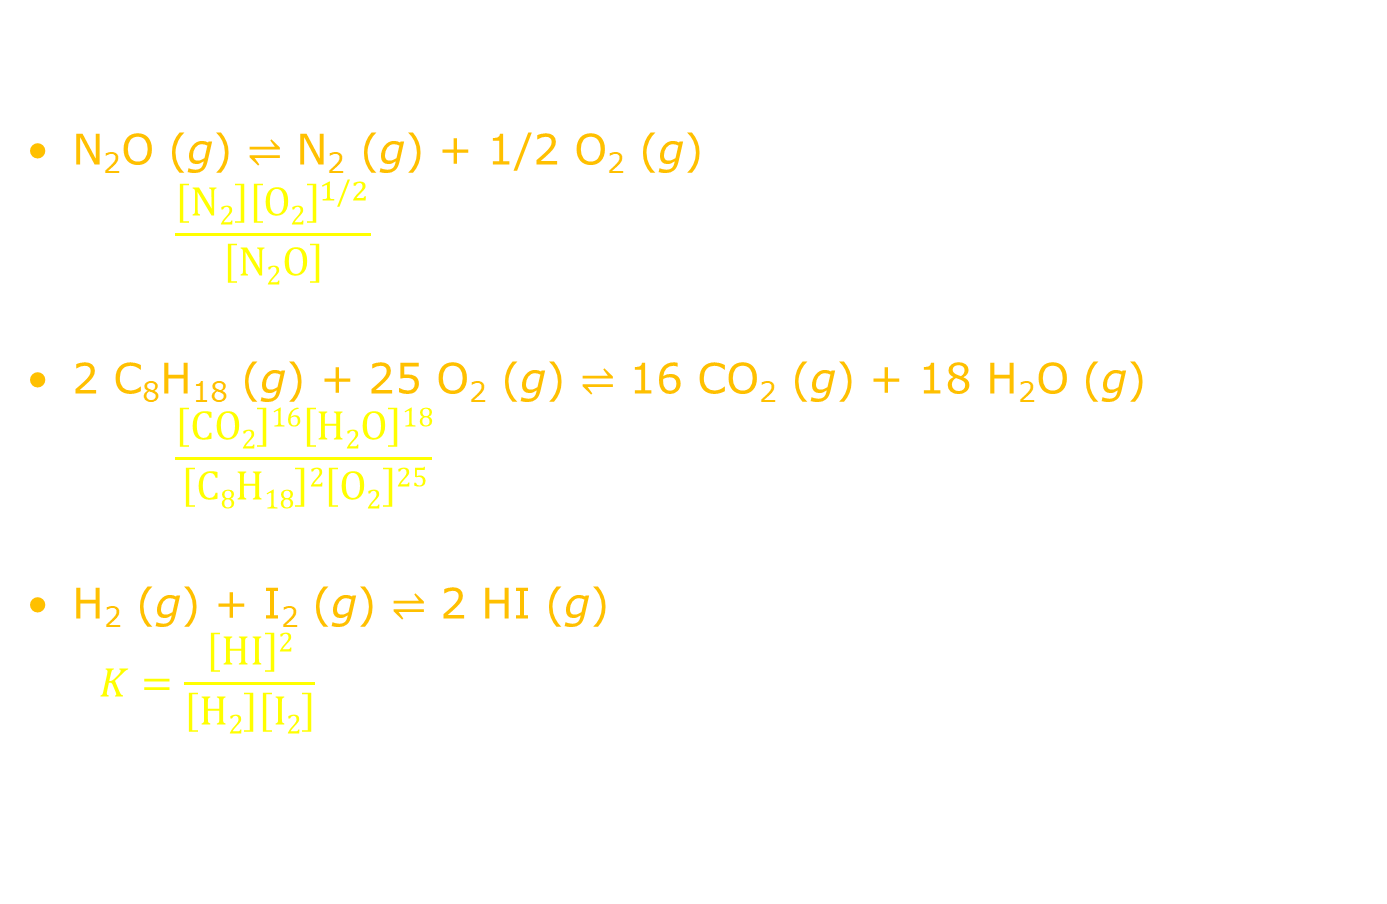 • N₂O (g) ⇌ N₂ (g) + 1/2 O₂ (g)
[N₂][O₂]¹/²
[N₂O]
• 2 C₈H₁₈ (g) + 25 O₂ (g) ⇌ 16 CO₂ (g) + 18 H₂O (g)
[CO₂]¹⁶[H₂O]¹⁸
[C₈H₁₈]²[O₂]²⁵
• H₂ (g) + I₂ (g) ⇌ 2 HI (g)
K = [HI]²
[H₂][I₂]